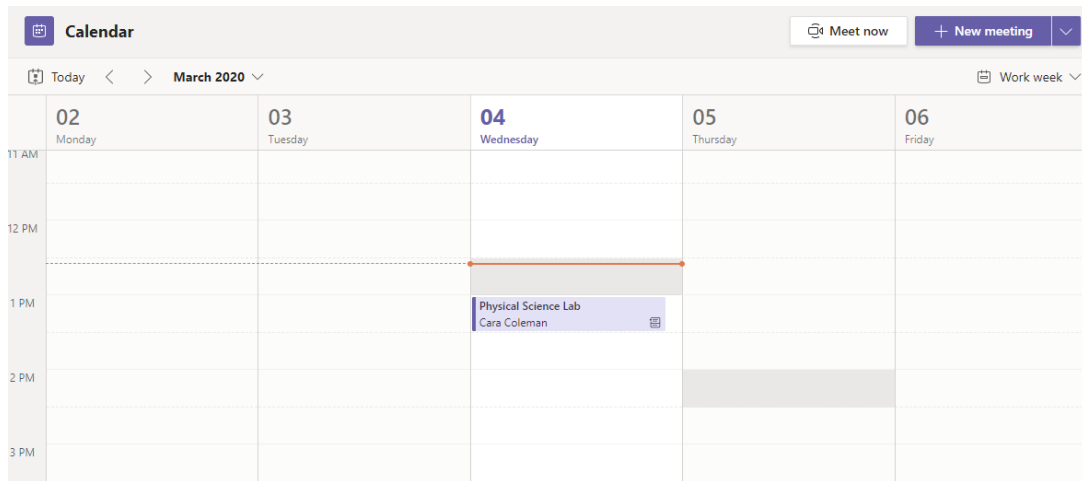 Calendar
Meet now
New meeting
Today
March 2020
Work week
02
Monday
03
Tuesday
04
Wednesday
05
Thursday
06
Friday
11 AM
12 PM
1 PM
Physical Science Lab
Cara Coleman
2 PM
3 PM